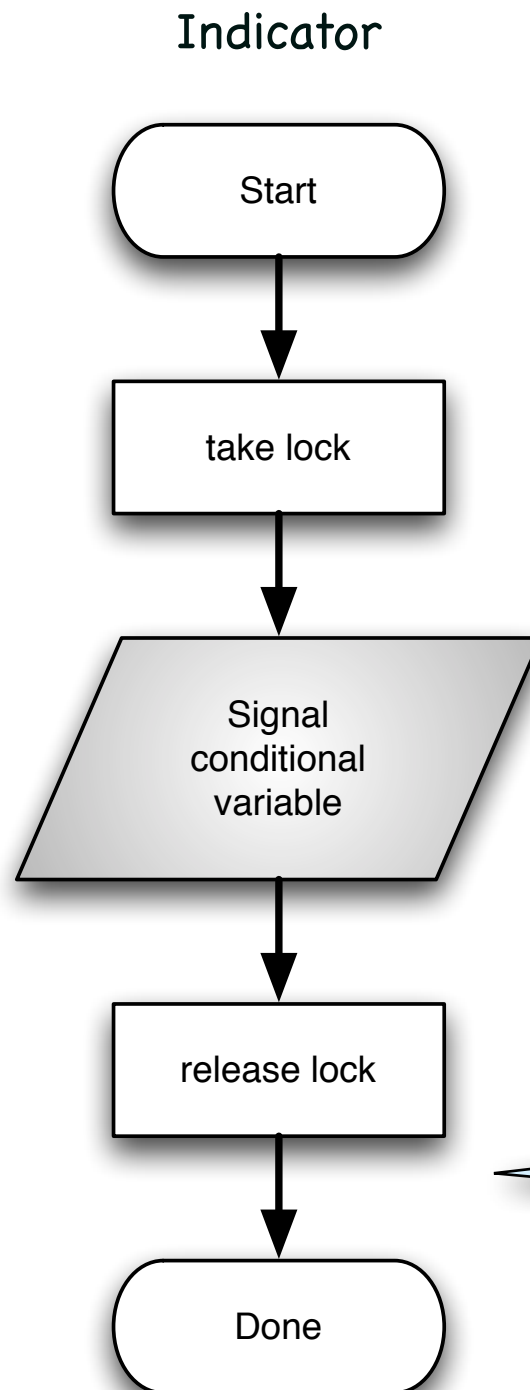 Indicator
Start
take lock
Signal
conditional
variable
release lock
Done